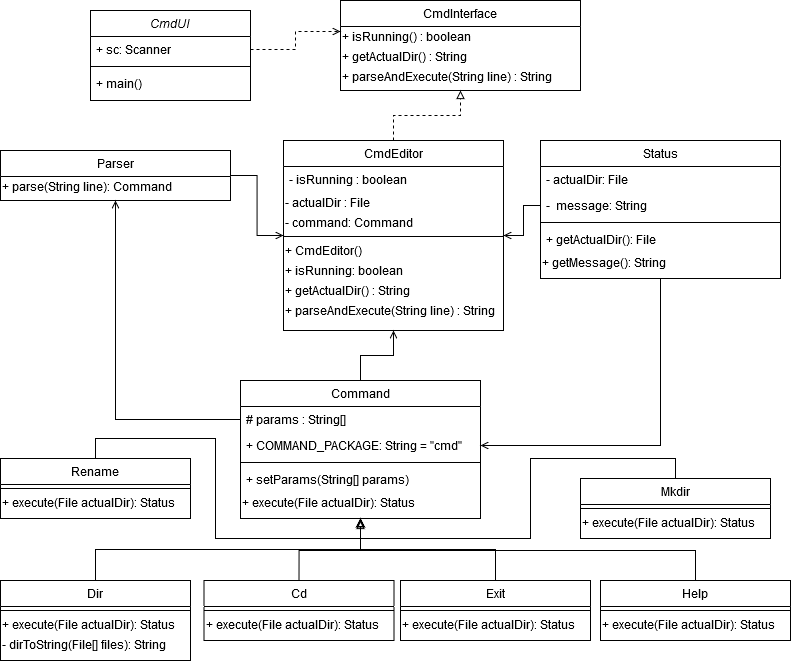 CmdUI
+ sc: Scanner
+ main()
CmdInterface
+ isRunning() : boolean
+ getActualDir() : String
+ parseAndExecute(String line) : String
Parser
+ parse(String line): Command
CmdEditor
- isRunning : boolean
- actualDir : File
- command: Command
+ CmdEditor()
+ isRunning: boolean
+ getActualDir() : String
+ parseAndExecute(String line) : String
Status
- actualDir: File
- message: String
+ getActualDir(): File
+ getMessage(): String
Command
# params : String[]
+ COMMAND_PACKAGE: String = "cmd"
+ setParams(String[] params)
+ execute(File actualDir): Status
Rename
+ execute(File actualDir): Status
Mkdir
+ execute(File actualDir): Status
Dir
+ execute(File actualDir): Status
- dirToString(File[] files): String
Cd
+ execute(File actualDir): Status
Exit
+ execute(File actualDir): Status
Help
+ execute(File actualDir): Status